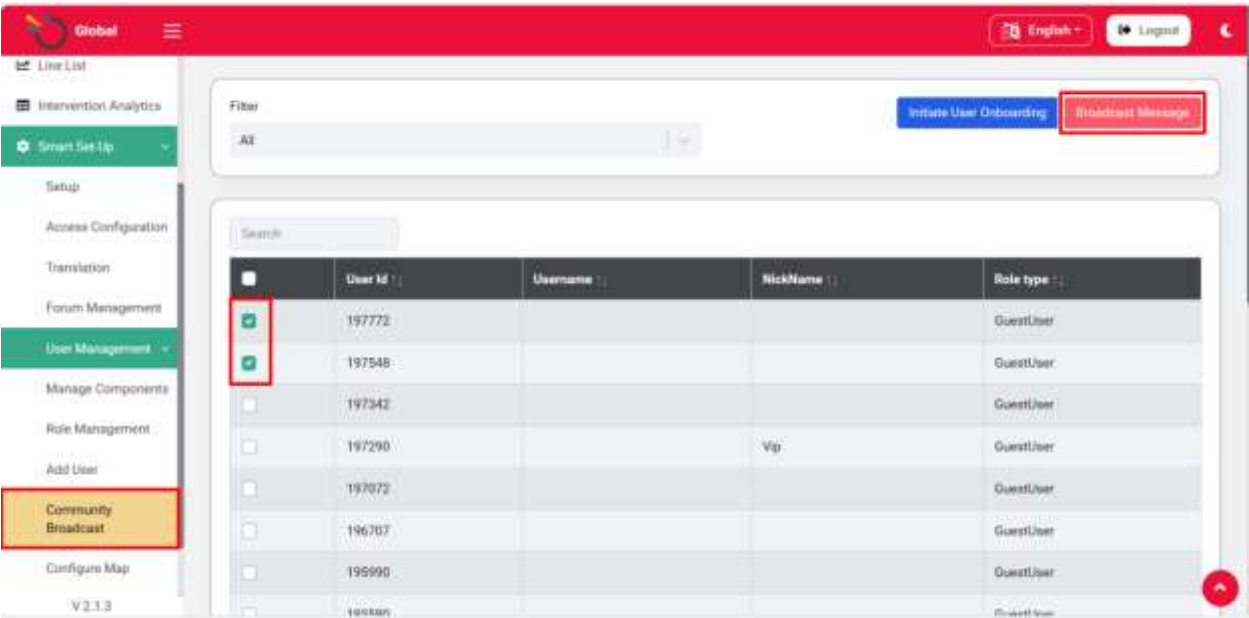 Global
English
Logout
Line List
Intervention Analytics
Smart Set-Up
Setup
Access Configuration
Translation
Forum Management
User Management
Manage Components
Role Management
Add User
Community
Broadcast
Configure Map
V 2.1.3
Filter
All
Initiate User Onboarding
Broadcast Message
Search
User Id Username NickName Role type
197772 GuestUser
197548 GuestUser
197342 GuestUser
197290 Vip GuestUser
197072 GuestUser
196707 GuestUser
195990 GuestUser
GuestUser